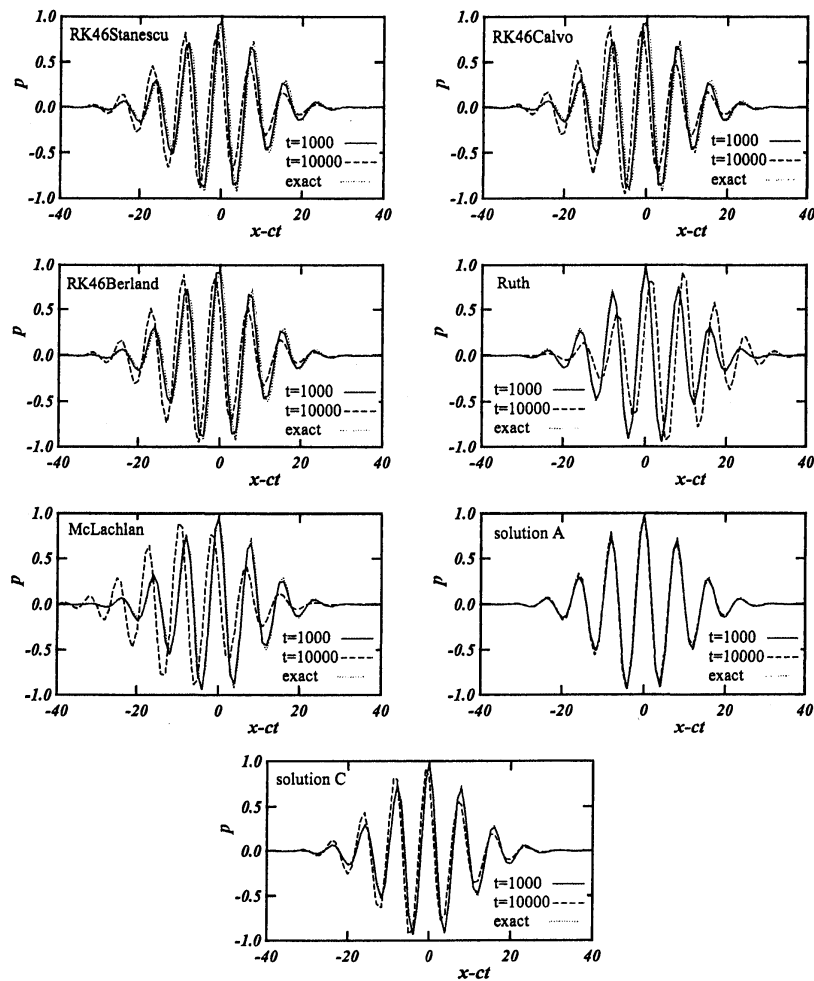 RK46Stanescu
1.0
0.5
0.0
-0.5
-1.0
p
t=1000
t=10000
exact
-40 -20 0 20 40
x-ct
RK46Calvo
1.0
0.5
0.0
-0.5
-1.0
p
t=1000
t=10000
exact
-40 -20 0 20 40
x-ct
RK46Berland
1.0
0.5
0.0
-0.5
-1.0
p
t=1000
t=10000
exact
-40 -20 0 20 40
x-ct
Ruth
1.0
0.5
0.0
-0.5
-1.0
p
t=1000
t=10000
exact
-40 -20 0 20 40
x-ct
McLachlan
1.0
0.5
0.0
-0.5
-1.0
p
t=1000
t=10000
exact
-40 -20 0 20 40
x-ct
solution A
1.0
0.5
0.0
-0.5
-1.0
p
t=1000
t=10000
exact
-40 -20 0 20 40
x-ct
solution C
1.0
0.5
0.0
-0.5
-1.0
p
t=1000
t=10000
exact
-40 -20 0 20 40
x-ct